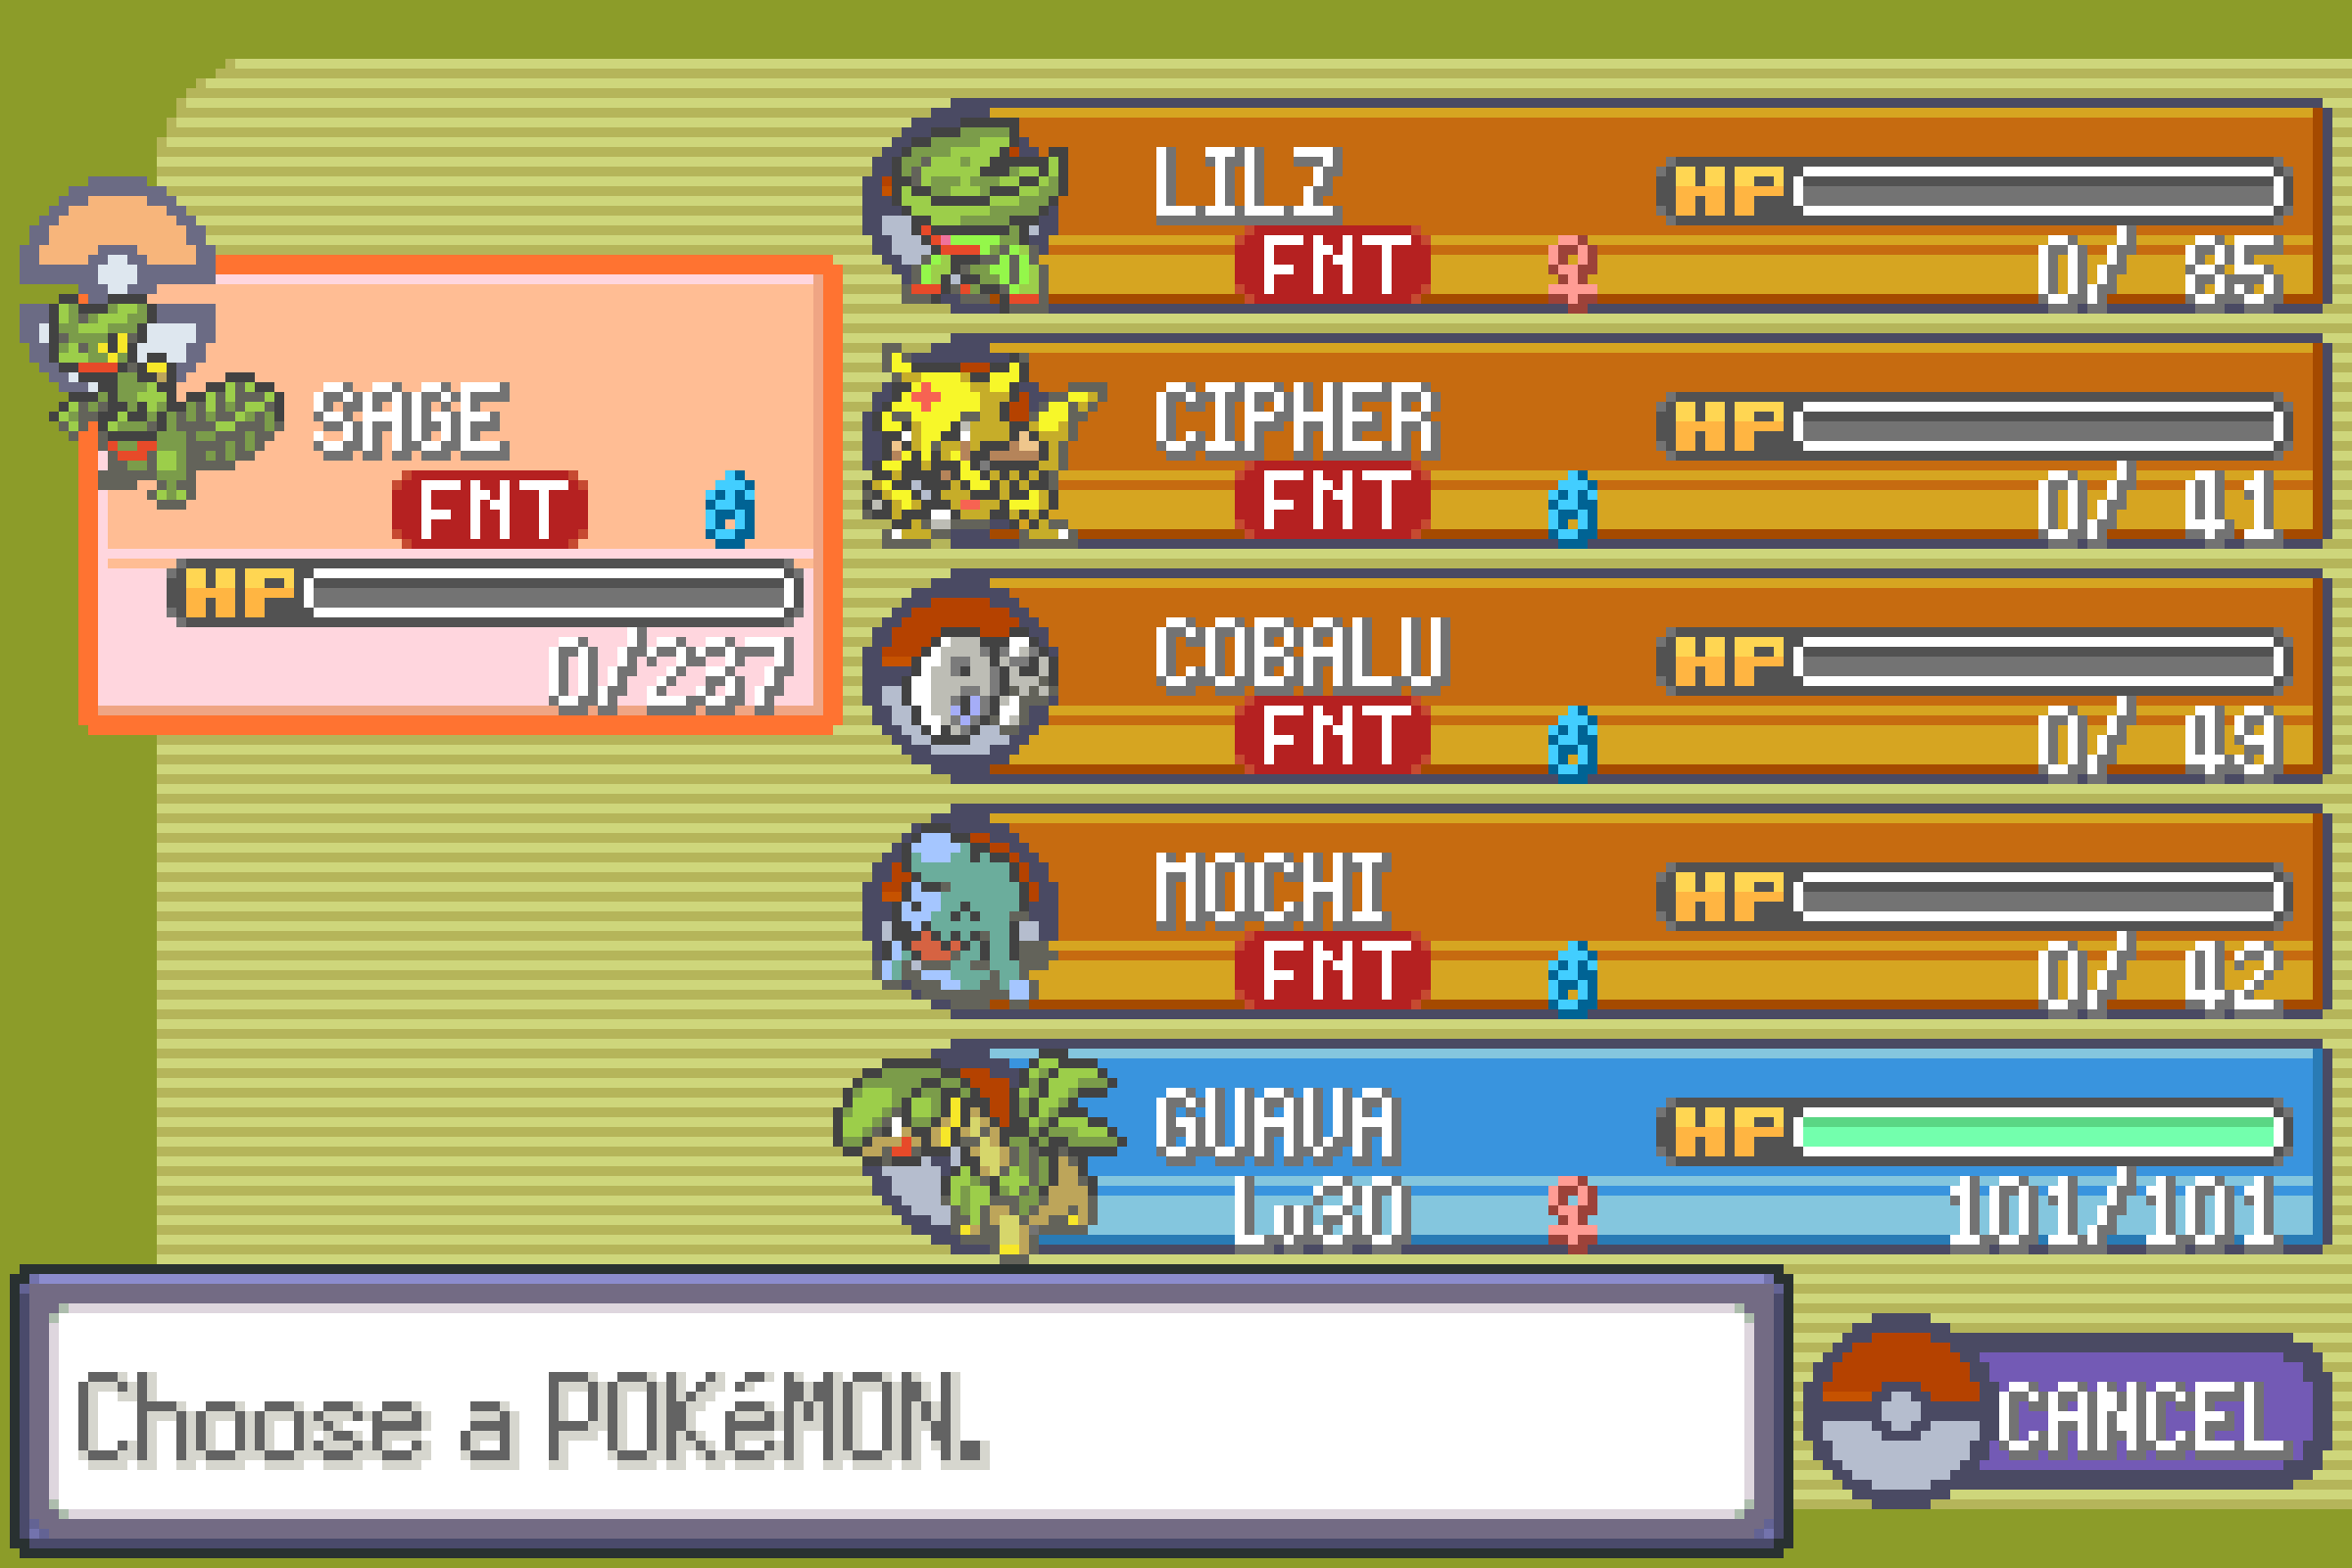 SAGE
FNT ♂
HP
0/237
LILZ HP
FNT ♀ 0/ 85
CIPHER HP
FNT ♂ 0/ 41
COBALU HP
FNT ♂ 0/ 49
MOCHI HP
FNT ♂ 0/ 42
GUAVA HP
Lv30 ♀ 101/101
Choose a POKéMON.
CANCEL